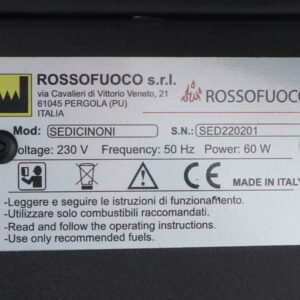 ROSSOFUOCO s.r.l.
via Cavalieri di Vittorio Veneto, 21
61045 PERGOLA (PU)
ITALIA
ROSSOFUOCO
Mod: SEDICINONI S.N.: SED220201
Voltage: 230 V Frequency: 50 Hz Power: 60 W
CE MADE IN ITALY
-Leggere e seguire le istruzioni di funzionamento.
-Utilizzare solo combustibili raccomandati.
-Read and follow the operating instructions.
-Use only recommended fuels.